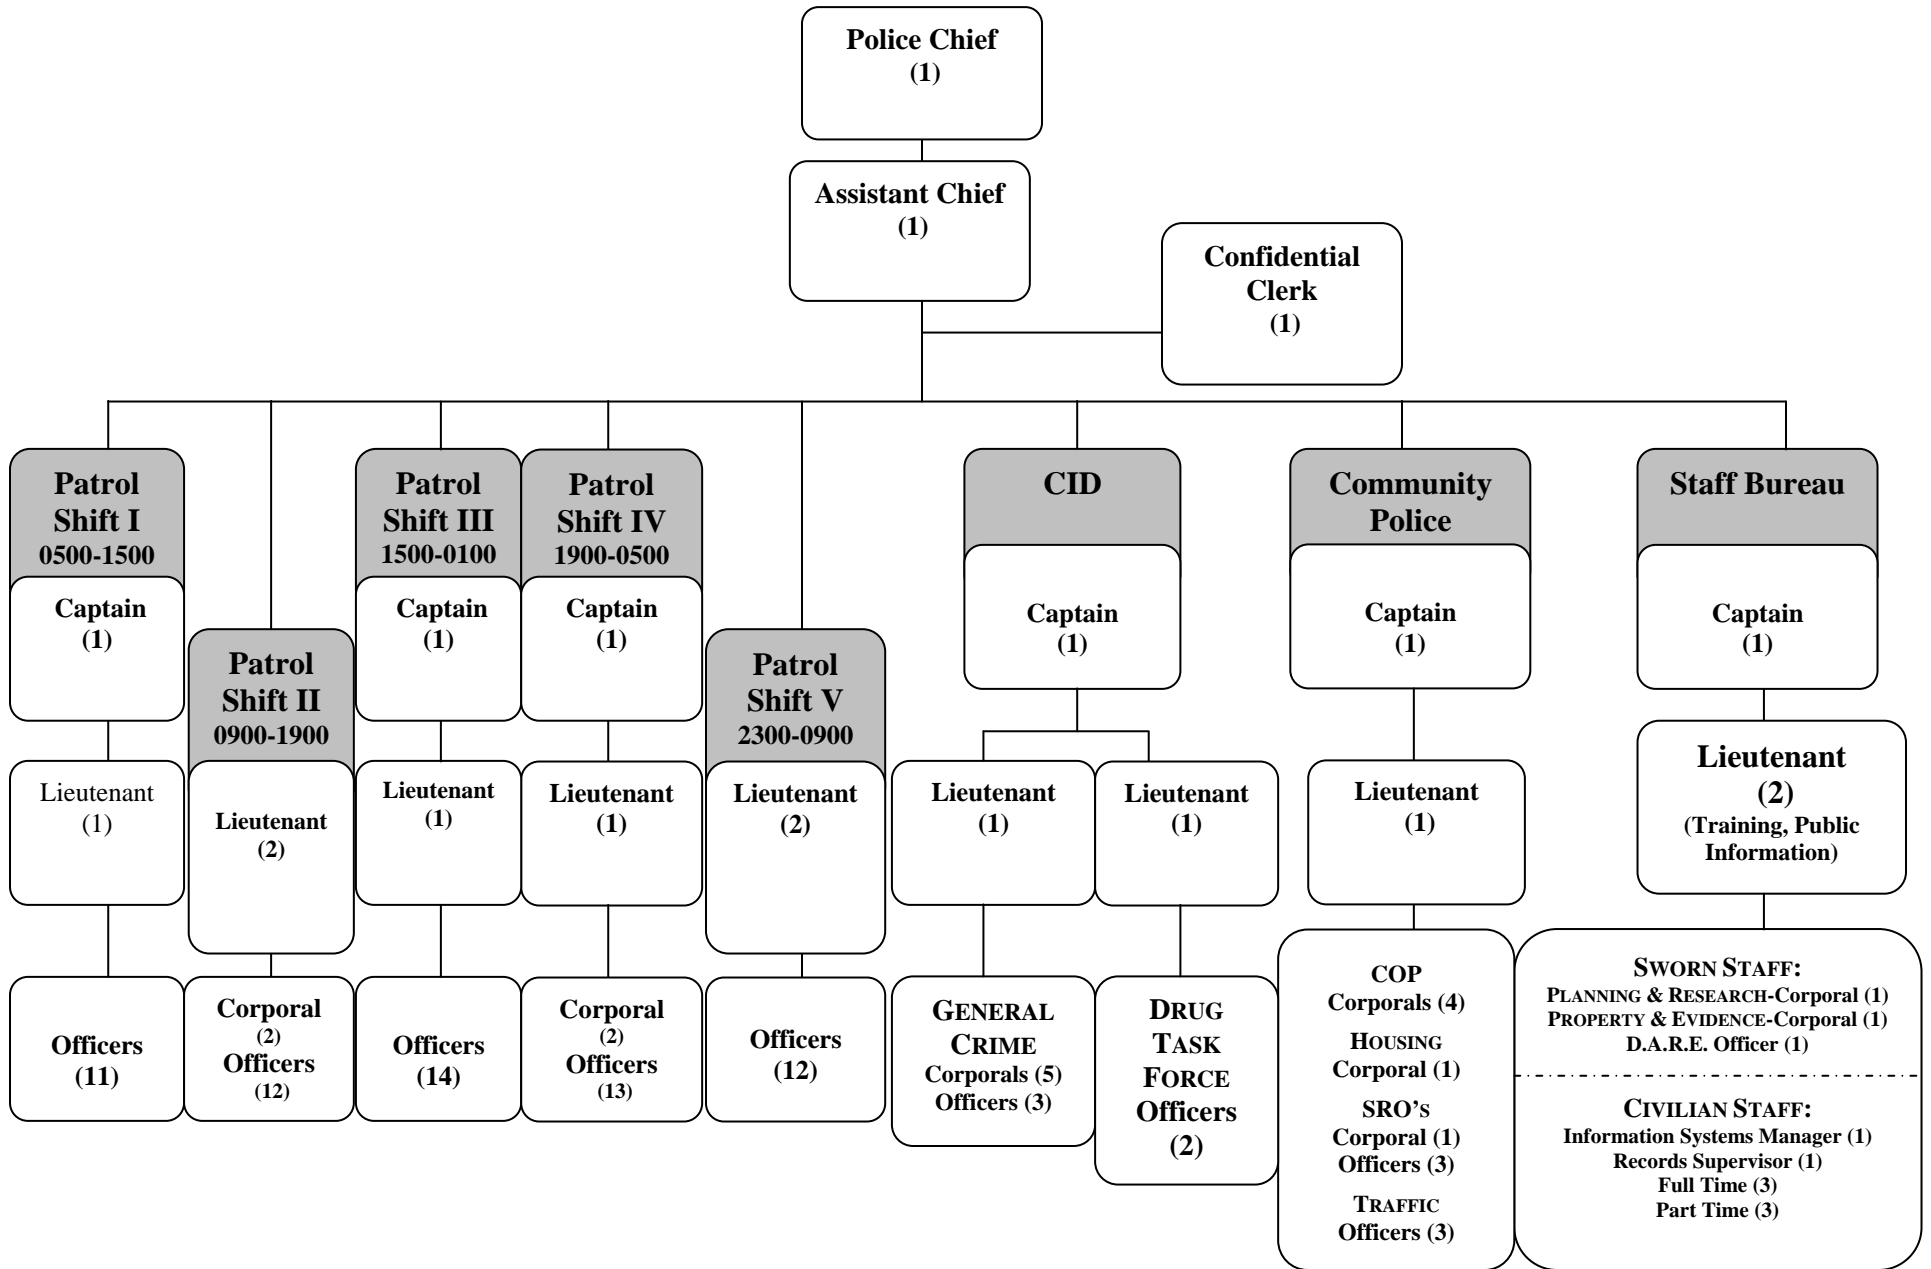 Police Chief
(1)
Assistant Chief
(1)
Confidential
Clerk
(1)
Patrol
Shift I
0500-1500
Captain
(1)
Lieutenant
(1)
Officers
(11)
Patrol
Shift II
0900-1900
Lieutenant
(2)
Corporal
(2)
Officers
(12)
Patrol
Shift III
1500-0100
Captain
(1)
Lieutenant
(1)
Officers
(14)
Patrol
Shift IV
1900-0500
Captain
(1)
Lieutenant
(1)
Corporal
(2)
Officers
(13)
Patrol
Shift V
2300-0900
Lieutenant
(2)
Officers
(12)
CID
Captain
(1)
Lieutenant
(1)
GENERAL
CRIME
Corporals (5)
Officers (3)
Lieutenant
(1)
DRUG
TASK
FORCE
Officers
(2)
Community
Police
Captain
(1)
Lieutenant
(1)
COP
Corporals (4)
HOUSING
Corporal (1)
SRO'S
Corporal (1)
Officers (3)
TRAFFIC
Officers (3)
Staff Bureau
Captain
(1)
Lieutenant
(2)
(Training, Public
Information)
SWORN STAFF:
PLANNING & RESEARCH-Corporal (1)
PROPERTY & EVIDENCE-Corporal (1)
D.A.R.E. Officer (1)
CIVILIAN STAFF:
Information Systems Manager (1)
Records Supervisor (1)
Full Time (3)
Part Time (3)